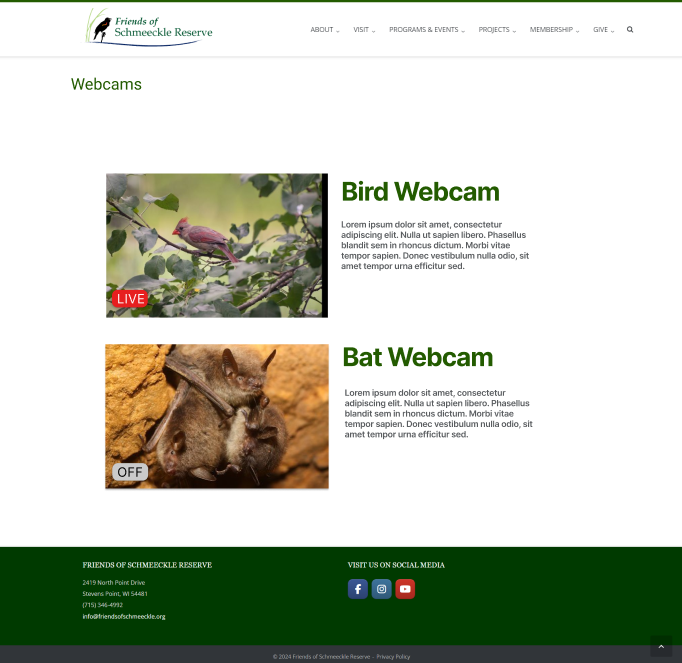 Friends of
Schmeeckle Reserve
ABOUT VISIT PROGRAMS & EVENTS PROJECTS MEMBERSHIP GIVE
Webcams
Bird Webcam
Lorem ipsum dolor sit amet, consectetur
adipiscing elit. Nulla ut sapien libero. Phasellus
blandit sem in rhoncus dictum. Morbi vitae
tempor sapien. Donec vestibulum nulla odio, sit
amet tempor urna efficitur sed.
LIVE
Bat Webcam
Lorem ipsum dolor sit amet, consectetur
adipiscing elit. Nulla ut sapien libero. Phasellus
blandit sem in rhoncus dictum. Morbi vitae
tempor sapien. Donec vestibulum nulla odio, sit
amet tempor urna efficitur sed.
OFF
FRIENDS OF SCHMEECKLE RESERVE
2419 North Point Drive
Stevens Point, WI 54481
(715) 346-4992
info@friendsofschmeeckle.org
VISIT US ON SOCIAL MEDIA
© 2024 Friends of Schmeeckle Reserve - Privacy Policy